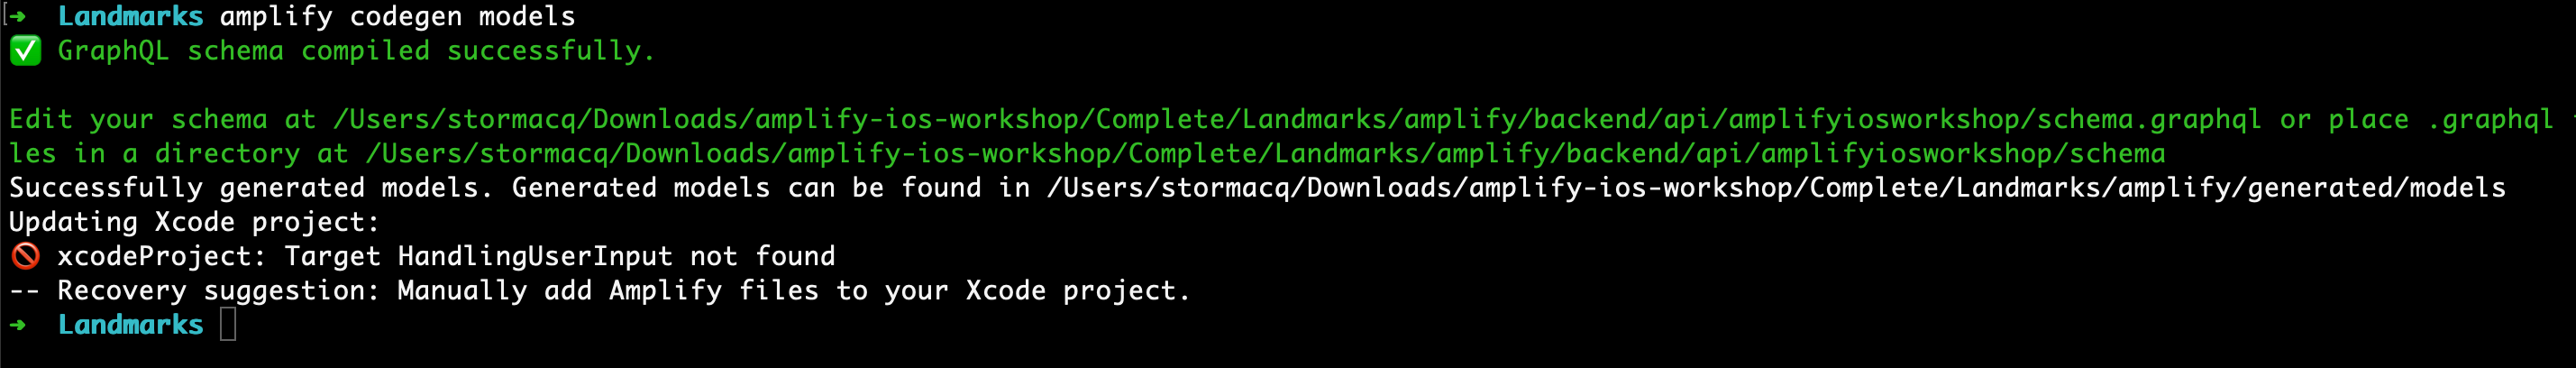 ➜  Landmarks amplify codegen models
✅ GraphQL schema compiled successfully.
Edit your schema at /Users/stormacq/Downloads/amplify-ios-workshop/Complete/Landmarks/amplify/backend/api/amplifyiosworkshop/schema.graphql or place .graphql
les in a directory at /Users/stormacq/Downloads/amplify-ios-workshop/Complete/Landmarks/amplify/backend/api/amplifyiosworkshop/schema
Successfully generated models. Generated models can be found in /Users/stormacq/Downloads/amplify-ios-workshop/Complete/Landmarks/amplify/generated/models
Updating Xcode project:
🚫 xcodeProject: Target HandlingUserInput not found
-- Recovery suggestion: Manually add Amplify files to your Xcode project.
➜  Landmarks